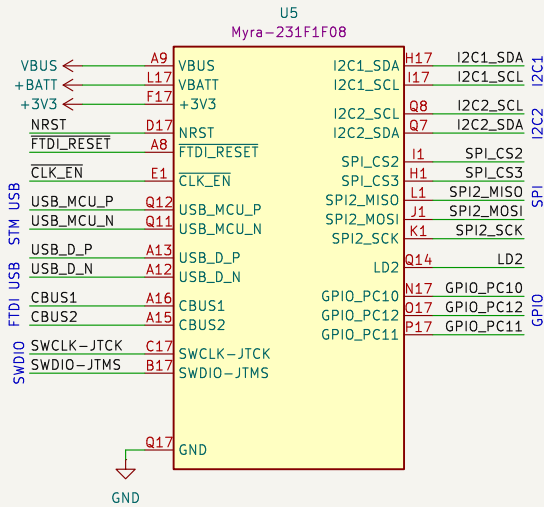 U5
Myra-231F1F08
VBUS A9 VBUS
+BATT L17 VBATT
+3V3 F17 +3V3
NRST D17 NRST
FTDI_RESET A8 FTDI_RESET
CLK_EN E1 CLK_EN
STM USB
USB_MCU_P Q12 USB_MCU_P
USB_MCU_N Q11 USB_MCU_N
FTDI USB
USB_D_P A13 USB_D_P
USB_D_N A12 USB_D_N
CBUS1 A16 CBUS1
CBUS2 A15 CBUS2
SWDIO
SWCLK-JTCK C17 SWCLK-JTCK
SWDIO-JTMS B17 SWDIO-JTMS
Q17 GND
GND
I2C1_SDA H17 I2C1_SDA
I2C1_SCL I17 I2C1_SCL
I2C1
I2C2_SCL Q8 I2C2_SCL
I2C2_SDA Q7 I2C2_SDA
I2C2
SPI_CS2 I1 SPI_CS2
SPI_CS3 H1 SPI_CS3
SPI2_MISO L1 SPI2_MISO
SPI2_MOSI J1 SPI2_MOSI
SPI2_SCK K1 SPI2_SCK
SPI
LD2 Q14 LD2
GPIO_PC10 N17 GPIO_PC10
GPIO_PC12 O17 GPIO_PC12
GPIO_PC11 P17 GPIO_PC11
GPIO